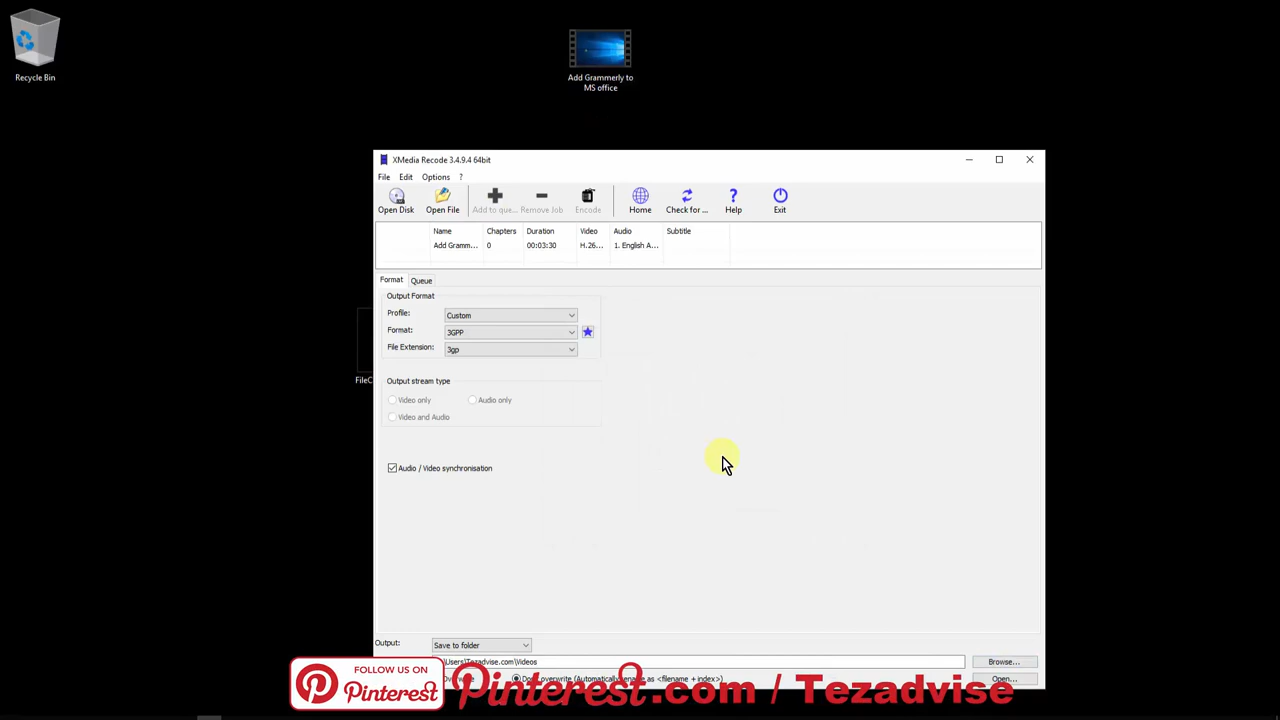 Recycle Bin
Add Grammerly to
MS office
XMedia Recode 3.4.9.4 64bit
File Edit Options ?
Open Disk Open File Add to que... Remove Job Encode Home Check for ... Help Exit
Name Chapters Duration Video Audio Subtitle
Add Gramm... 0 00:03:30 H.26... 1. English A...
Format Queue
Output Format
Profile: Custom
Format: 3GPP
File Extension: 3gp
FileC
Output stream type
Video only Audio only
Video and Audio
Audio / Video synchronisation
Output: Save to folder
Users\Tezadvise.com\Videos Browse...
overwrite (Automatically rename as <filename + index>) Open...
FOLLOW US ON
Pinterest
Pinterest.com / Tezadvise